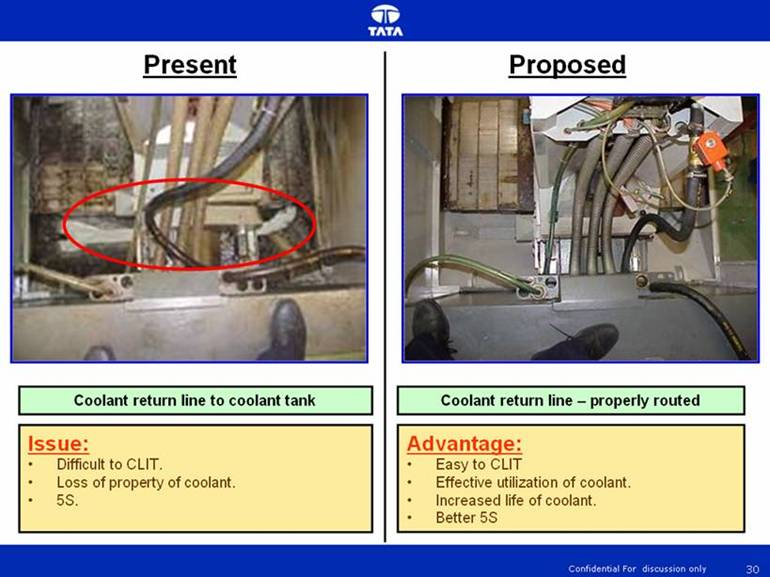 TATA
Present
Proposed
Coolant return line to coolant tank
Coolant return line – properly routed
Issue:
• Difficult to CLIT.
• Loss of property of coolant.
• 5S.
Advantage:
• Easy to CLIT
• Effective utilization of coolant.
• Increased life of coolant.
• Better 5S
Confidential For discussion only
30